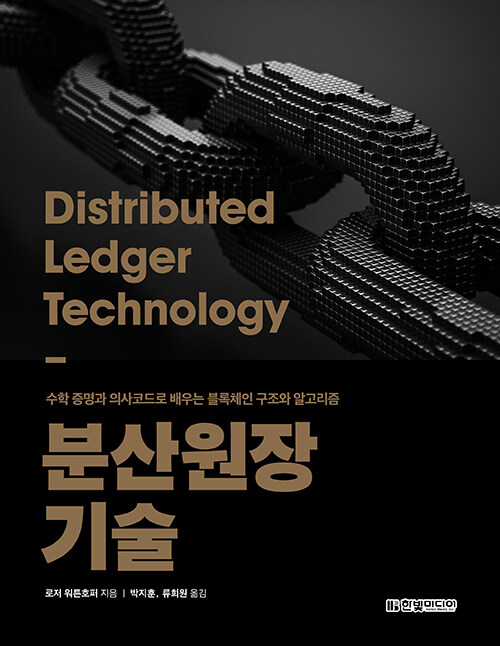 Distributed
Ledger
Technology
–
수학 증명과 의사코드로 배우는 블록체인 구조와 알고리즘
분산원장
기술
로저 워튼호퍼 지음 | 박지훈, 류희원 옮김
한빛미디어